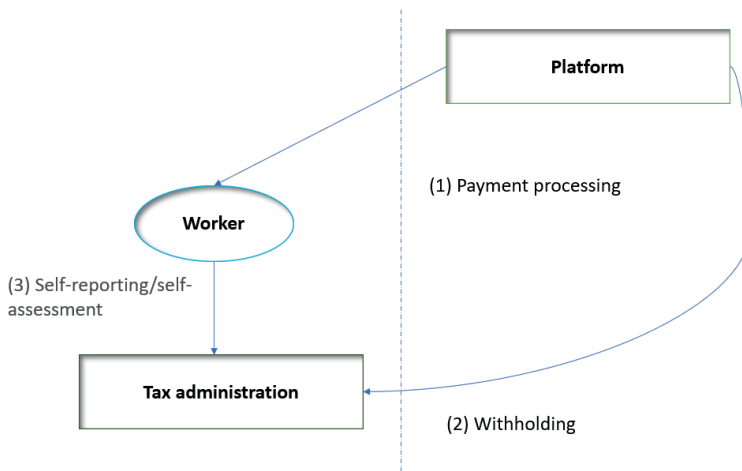 Platform
(1) Payment processing
Worker
(3) Self-reporting/self-
assessment
Tax administration
(2) Withholding